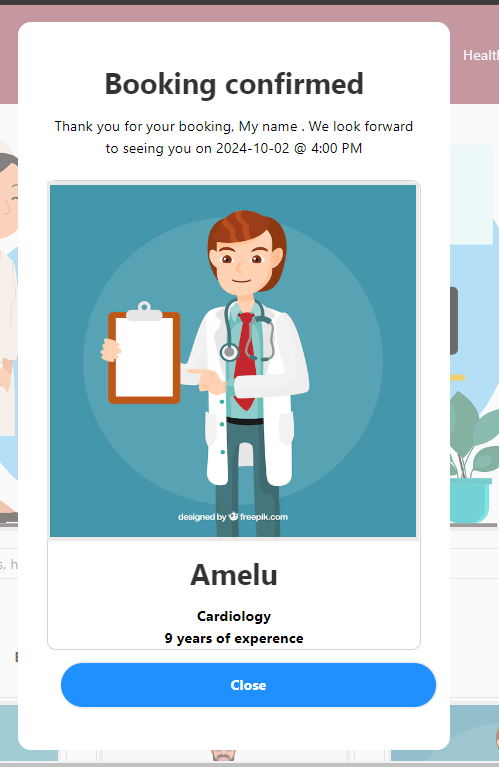 Health
Booking confirmed
Thank you for your booking, My name . We look forward
to seeing you on 2024-10-02 @ 4:00 PM
designed by freepik.com
Amelu
Cardiology
9 years of experence
Close